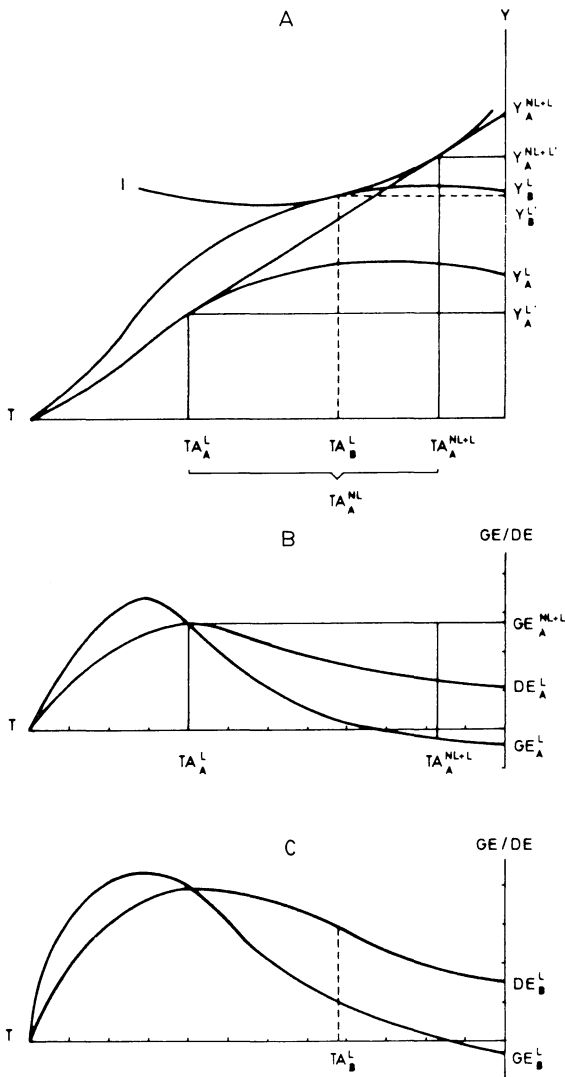 A
Y
Y_A^{NL+L}
Y_A^{NL+L'}
I
Y_B^L
Y_B^{L'}
Y_A^L
Y_A^{L'}
T
TA_A^L TA_B^L TA_A^{NL+L}
TA_A^{NL}
B
GE/DE
GE_A^{NL+L}
DE_A^L
T
GE_A^L
TA_A^L TA_A^{NL+L}
C
GE/DE
DE_B^L
T
TA_B^L
GE_B^L